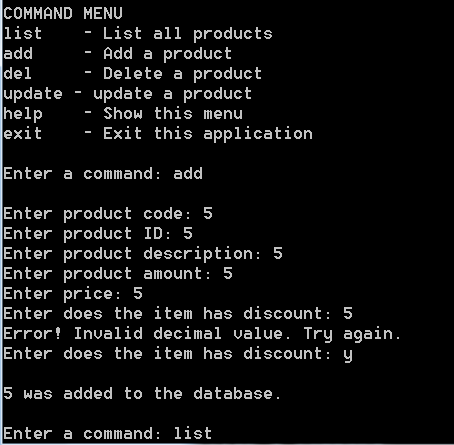 COMMAND MENU
list    - List all products
add     - Add a product
del     - Delete a product
update - update a product
help    - Show this menu
exit    - Exit this application
Enter a command: add
Enter product code: 5
Enter product ID: 5
Enter product description: 5
Enter product amount: 5
Enter price: 5
Enter does the item has discount: 5
Error! Invalid decimal value. Try again.
Enter does the item has discount: y
5 was added to the database.
Enter a command: list